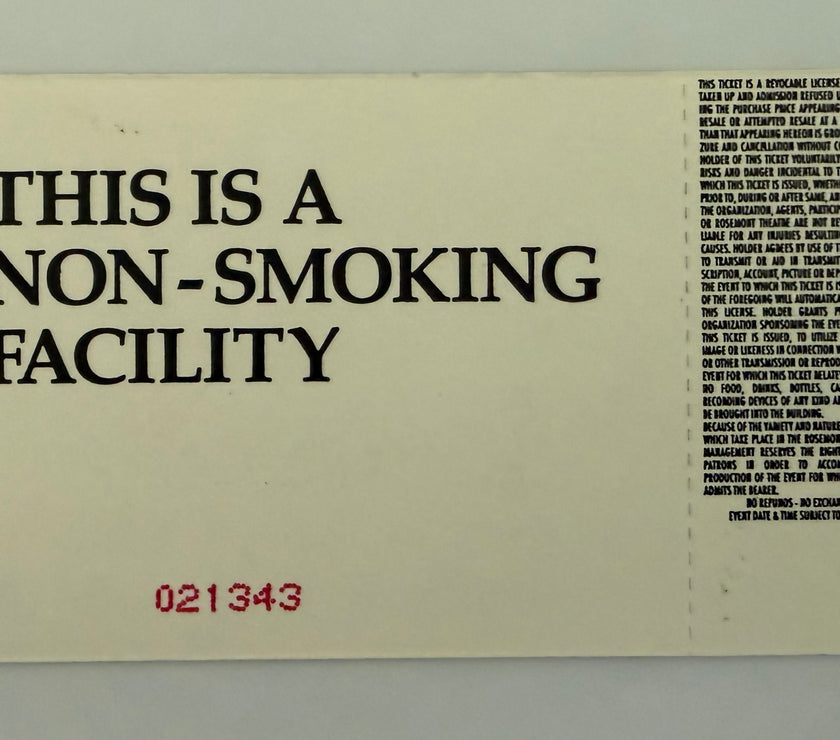 THIS IS A
NON-SMOKING
FACILITY
021343
THIS TICKET IS A REVOCABLE LICENSE
TAKEN UP AND ADMISSION REFUSED U
ING THE PURCHASE PRICE APPEARING
RESALE OR ATTEMPTED RESALE AT A
THAN THAT APPEARING HEREON IS GRO
ZURE AND CANCELLATION WITHOUT C
HOLDER OF THIS TICKET VOLUNTARILY
RISKS AND DANGER INCIDENTAL TO T
WHICH THIS TICKET IS ISSUED, WHETH
PRIOR TO, DURING OR AFTER SAME, AN
THE ORGANIZATION, AGENTS, PARTICIP
OR ROSEMONT THEATRE ARE NOT RE
LIABLE FOR ANY INJURIES RESULTIN
CAUSES. HOLDER AGREES BY USE OF T
TO TRANSMIT OR AID IN TRANSMIT
SCRIPTION, ACCOUNT, PICTURE OR REP
THE EVENT TO WHICH THIS TICKET IS IS
OF THE FOREGOING WILL AUTOMATICA
THIS LICENSE. HOLDER GRANTS P
ORGANIZATION SPONSORING THE EVE
THIS TICKET IS ISSUED, TO UTILIZE
IMAGE OR LIKENESS IN CONNECTION W
OR OTHER TRANSMISSION OR REPROD
EVENT FOR WHICH THIS TICKET RELATE
NO FOOD, DRINKS, BOTTLES, CA
RECORDING DEVICES OF ANY KIND A
BE BROUGHT INTO THE BUILDING.
BECAUSE OF THE VARIETY AND NATURE
WHICH TAKE PLACE IN THE ROSEMON
MANAGEMENT RESERVES THE RIGHT
PATRONS IN ORDER TO ACCOM
PRODUCTION OF THE EVENT FOR WHI
ADMITS THE BEARER.
NO REFUNDS - NO EXCHAN
EVENT DATE & TIME SUBJECT TO